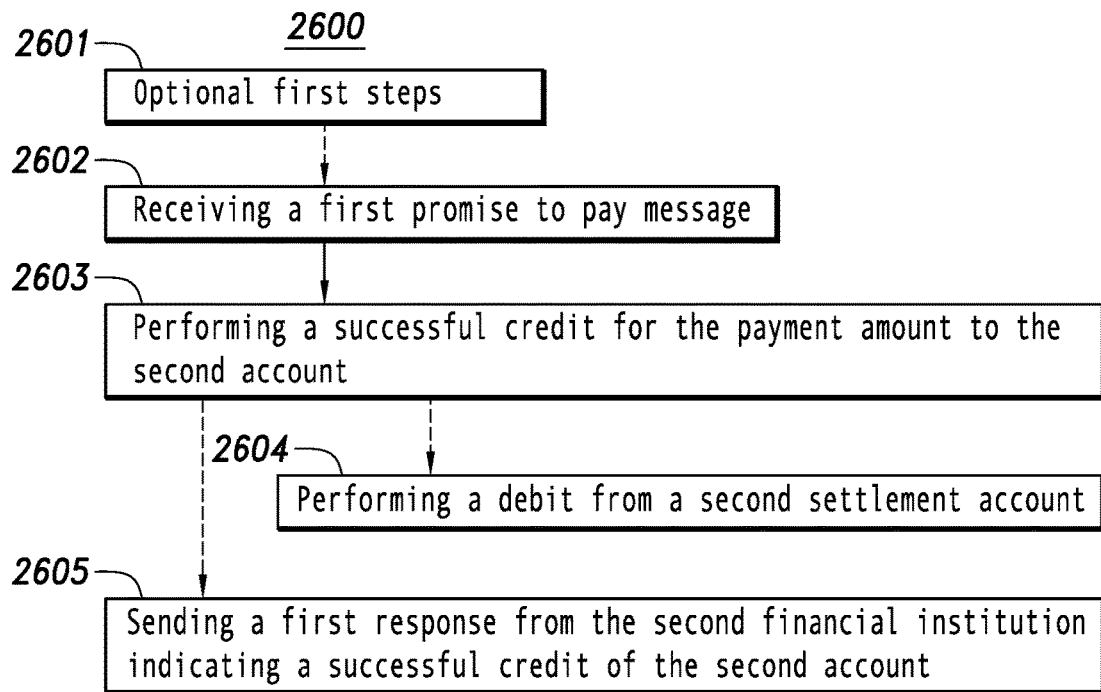 2600
2601
Optional first steps
2602
Receiving a first promise to pay message
2603
Performing a successful credit for the payment amount to the
second account
2604
Performing a debit from a second settlement account
2605
Sending a first response from the second financial institution
indicating a successful credit of the second account